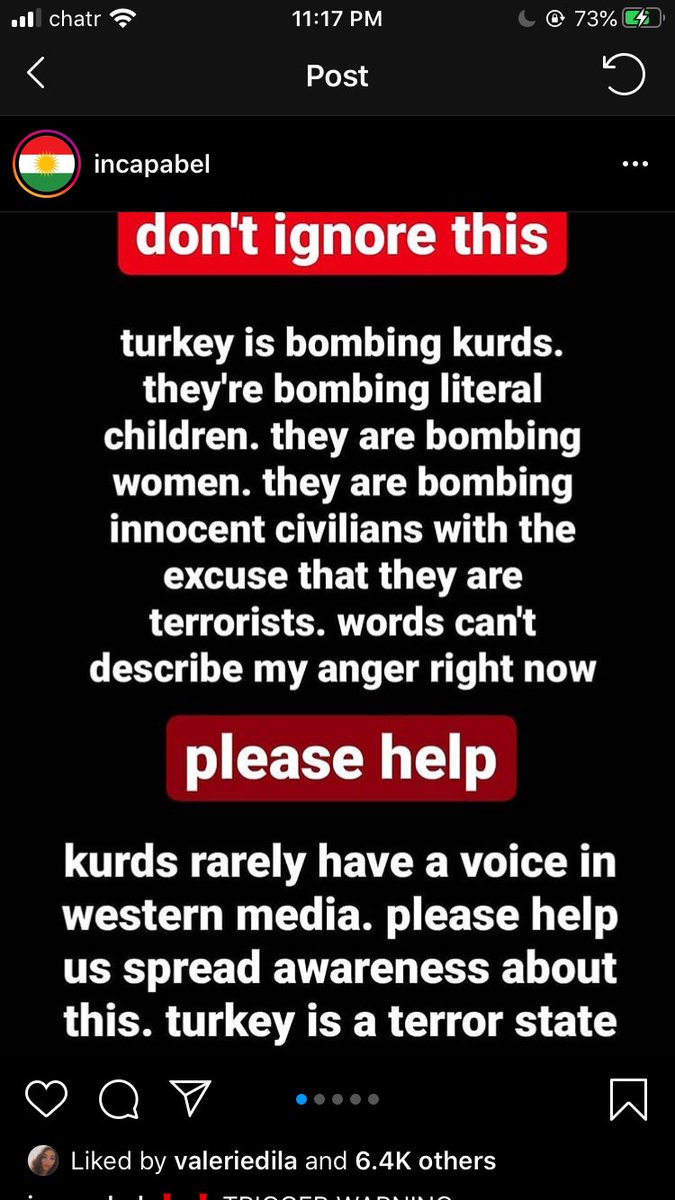 chatr 11:17 PM 73%
Post
incapabel
don't ignore this
turkey is bombing kurds.
they're bombing literal
children. they are bombing
women. they are bombing
innocent civilians with the
excuse that they are
terrorists. words can't
describe my anger right now
please help
kurds rarely have a voice in
western media. please help
us spread awareness about
this. turkey is a terror state
Liked by valeriedila and 6.4K others
incapabel TRIGGER WARNING